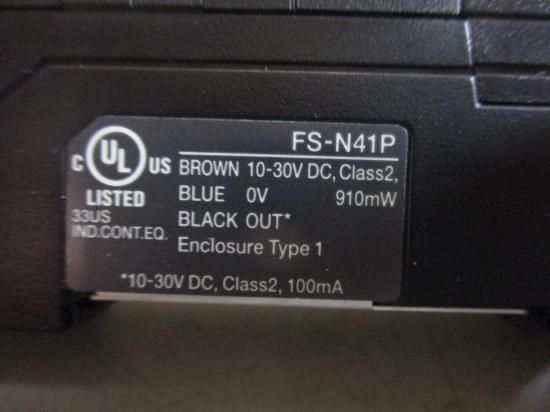 FS-N41P
C UL US
LISTED
33US
IND.CONT.EQ.
BROWN 10-30V DC, Class2,
BLUE 0V 910mW
BLACK OUT*
Enclosure Type 1
*10-30V DC, Class2, 100mA